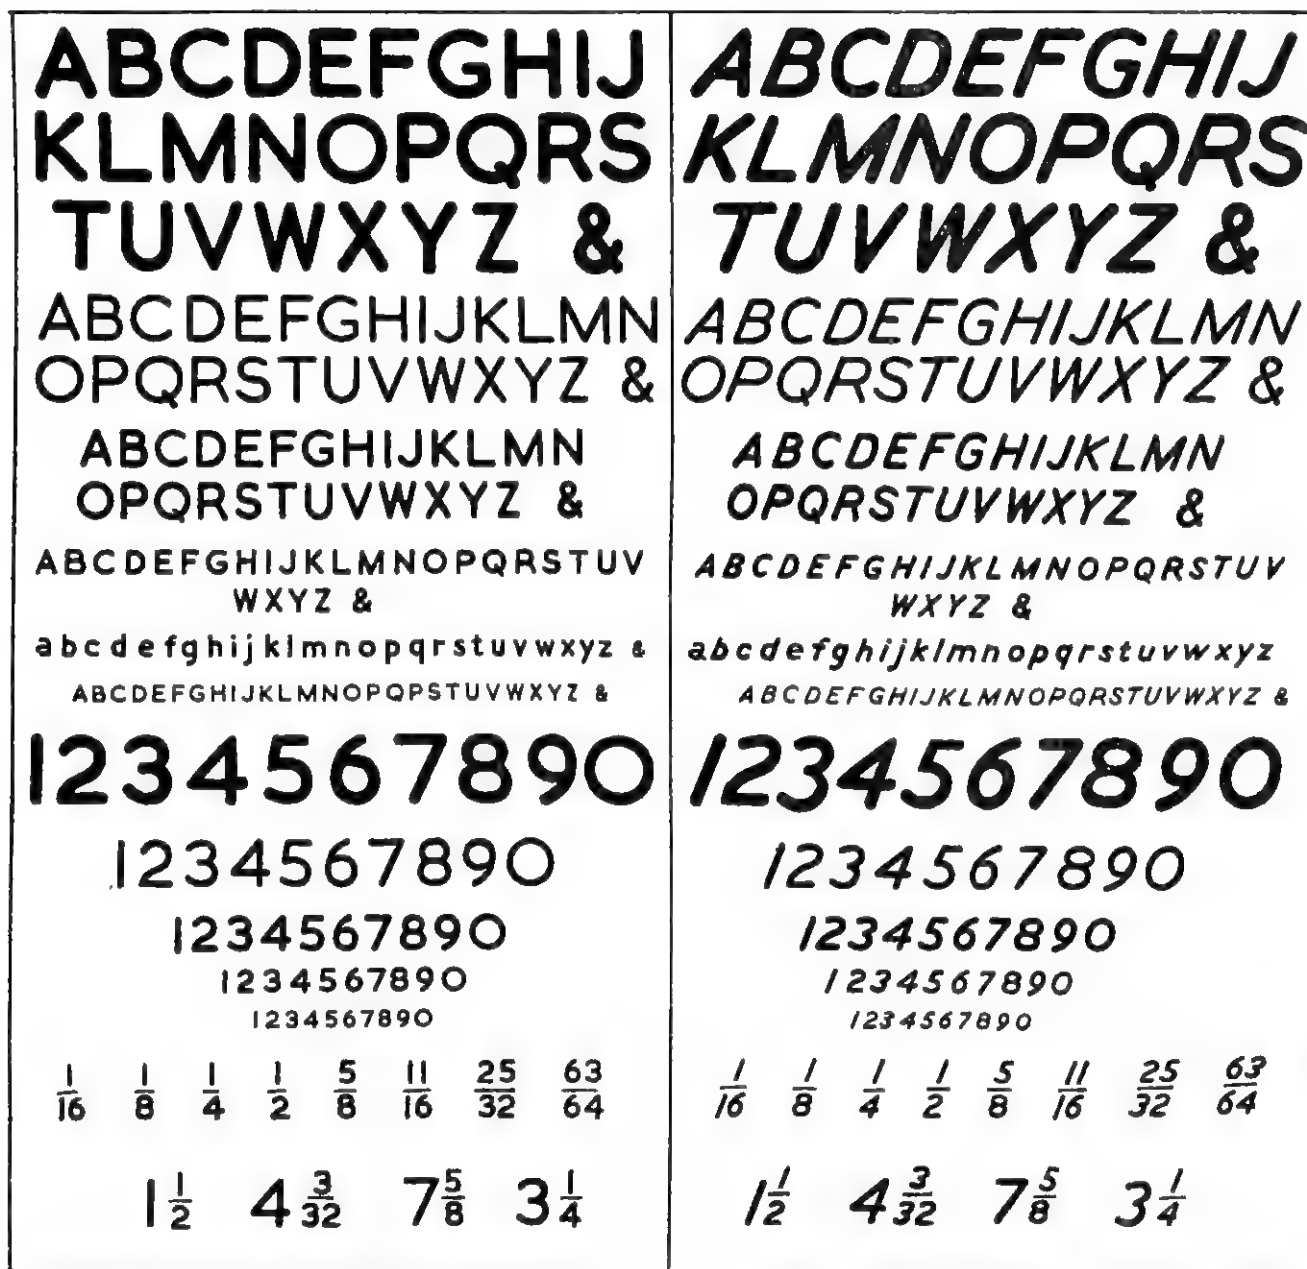 ABCDEFGHIJ
KLMNOPQRS
TUVWXYZ &
ABCDEFGHIJKLMN
OPQRSTUVWXYZ &
ABCDEFGHIJKLMN
OPQRSTUVWXYZ &
ABCDEFGHIJKLMNOPQRSTUV
WXYZ &
abcdefghijklmnopqrstuvwxyz &
ABCDEFGHIJKLMNOPQPSTUVWXYZ &
1234567890
1234567890
1234567890
1234567890
1234567890
1/16 1/8 1/4 1/2 5/8 11/16 25/32 63/64
1 1/2 4 3/32 7 5/8 3 1/4
ABCDEFGHIJ
KLMNOPQRS
TUVWXYZ &
ABCDEFGHIJKLMN
OPQRSTUVWXYZ &
ABCDEFGHIJKLMN
OPQRSTUVWXYZ &
ABCDEFGHIJKLMNOPQRSTUV
WXYZ &
abcdefghijklmnopqrstuvwxyz
ABCDEFGHIJKLMNOPQRSTUVWXYZ &
1234567890
1234567890
1234567890
1234567890
1234567890
1/16 1/8 1/4 1/2 5/8 11/16 25/32 63/64
1 1/2 4 3/32 7 5/8 3 1/4